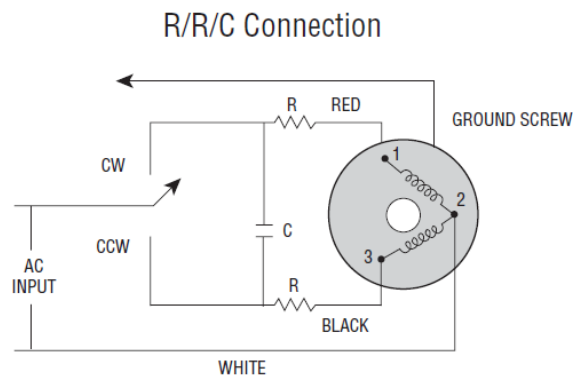 R/R/C Connection
R
RED
GROUND SCREW
1
CW
2
C
CCW
3
AC
INPUT
R
BLACK
WHITE